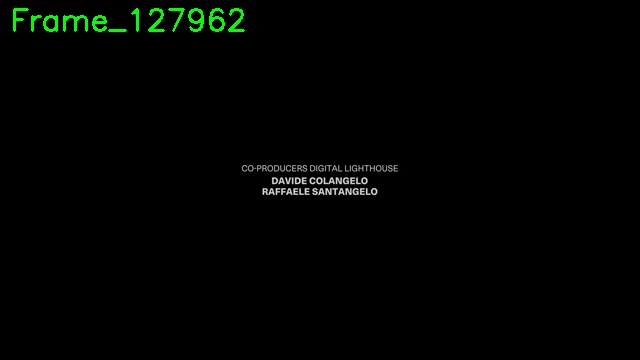 Frame_127962
CO-PRODUCERS DIGITAL LIGHTHOUSE
DAVIDE COLANGELO
RAFFAELE SANTANGELO